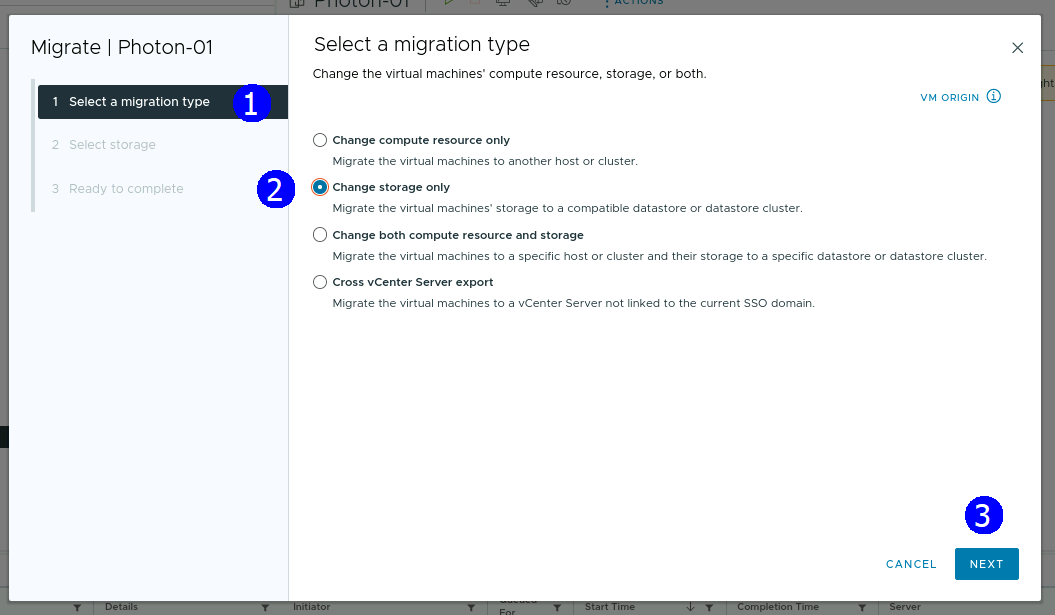 Photon-01
ACTIONS
Migrate | Photon-01
1 Select a migration type
1
2 Select storage
3 Ready to complete
2
Select a migration type
Change the virtual machines' compute resource, storage, or both.
VM ORIGIN
Change compute resource only
Migrate the virtual machines to another host or cluster.
Change storage only
Migrate the virtual machines' storage to a compatible datastore or datastore cluster.
Change both compute resource and storage
Migrate the virtual machines to a specific host or cluster and their storage to a specific datastore or datastore cluster.
Cross vCenter Server export
Migrate the virtual machines to a vCenter Server not linked to the current SSO domain.
3
CANCEL
NEXT
Details
Initiator
Queued
For
Start Time
Completion Time
Server